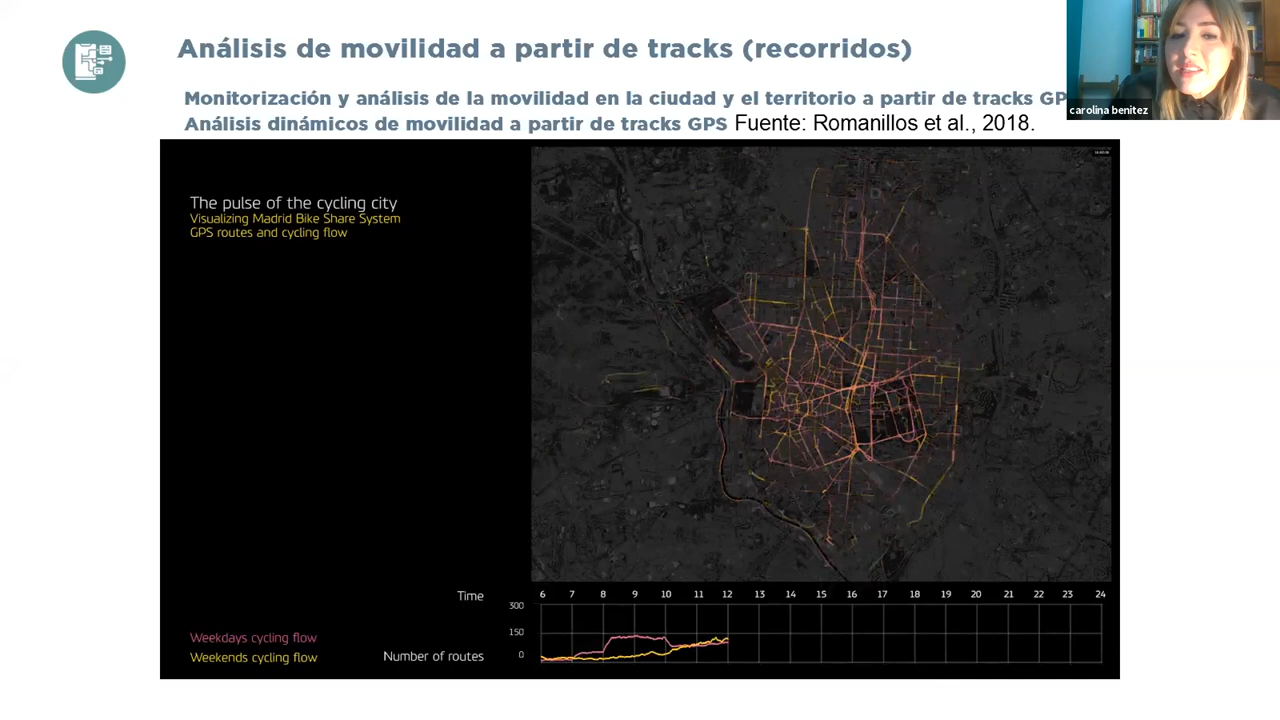 Análisis de movilidad a partir de tracks (recorridos)
Monitorización y análisis de la movilidad en la ciudad y el territorio a partir de tracks GP
carolina benitez
Análisis dinámicos de movilidad a partir de tracks GPS Fuente: Romanillos et al., 2018.
The pulse of the cycling city
Visualizing Madrid Bike Share System
GPS routes and cycling flow
Time 6 7 8 9 10 11 12 13 14 15 16 17 18 19 20 21 22 23 24
300
150
0
Weekdays cycling flow
Weekends cycling flow
Number of routes